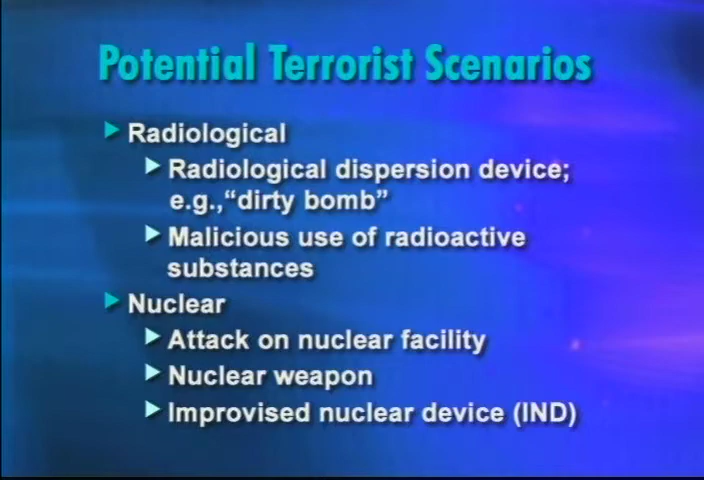 Potential Terrorist Scenarios
Radiological
Radiological dispersion device;
e.g.,“dirty bomb”
Malicious use of radioactive
substances
Nuclear
Attack on nuclear facility
Nuclear weapon
Improvised nuclear device (IND)